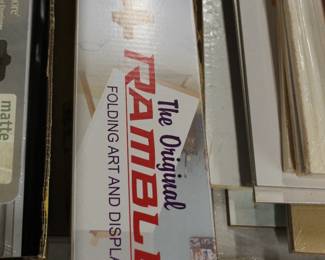 The Original
RAMBL
FOLDING ART AND DISPLA
matte